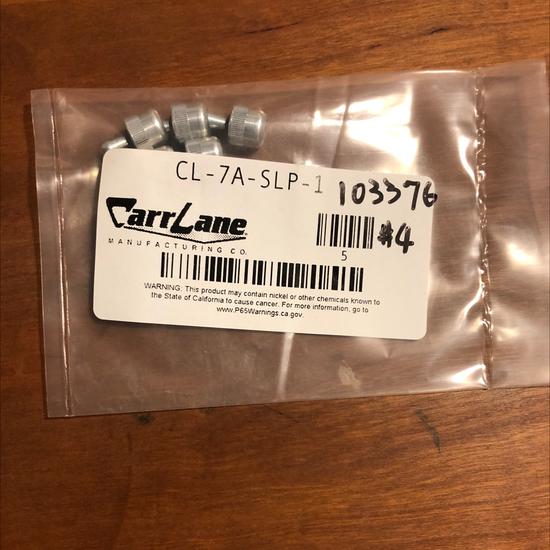 CL-7A-SLP-1 103376
CarrLane
MANUFACTURING CO.
5
#4
WARNING: This product may contain nickel or other chemicals known to
the State of California to cause cancer. For more information, go to
www.P65Warnings.ca.gov.